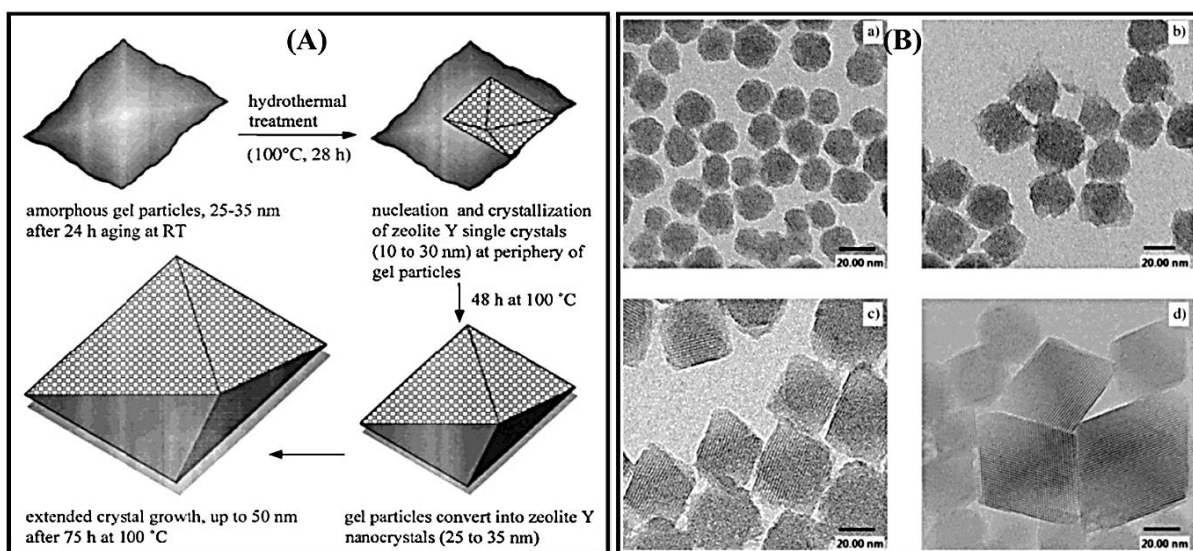 (A)
hydrothermal
treatment
(100°C, 28 h)
amorphous gel particles, 25-35 nm
after 24 h aging at RT
nucleation and crystallization
of zeolite Y single crystals
(10 to 30 nm) at periphery of
gel particles
48 h at 100 ˚C
extended crystal growth, up to 50 nm
after 75 h at 100 ˚C
gel particles convert into zeolite Y
nanocrystals (25 to 35 nm)
(B)
a)
20.00 nm
b)
20.00 nm
c)
20.00 nm
d)
20.00 nm